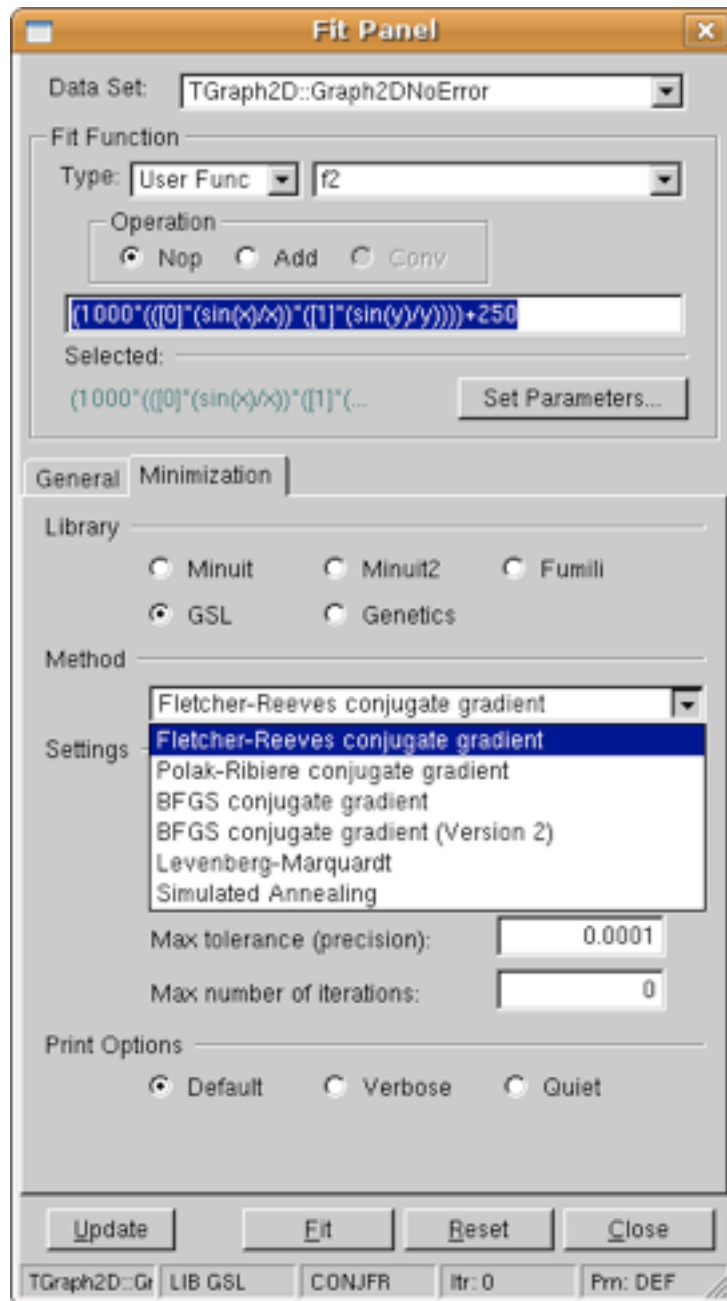 Fit Panel
Data Set: TGraph2D::Graph2DNoError
Fit Function
Type: User Func f2
Operation
Nop Add Conv
(1000*(([0]*(sin(x)/x))*([1]*(sin(y)/y))))+250
Selected:
(1000*(([0]*(sin(x)/x))*([1]*(... Set Parameters...
General Minimization
Library
Minuit Minuit2 Fumili
GSL Genetics
Method
Fletcher-Reeves conjugate gradient
Settings
Fletcher-Reeves conjugate gradient
Polak-Ribiere conjugate gradient
BFGS conjugate gradient
BFGS conjugate gradient (Version 2)
Levenberg-Marquardt
Simulated Annealing
Max tolerance (precision): 0.0001
Max number of iterations: 0
Print Options
Default Verbose Quiet
Update Fit Reset Close
TGraph2D::Gr LIB GSL CONJFR Itr: 0 Prn: DEF